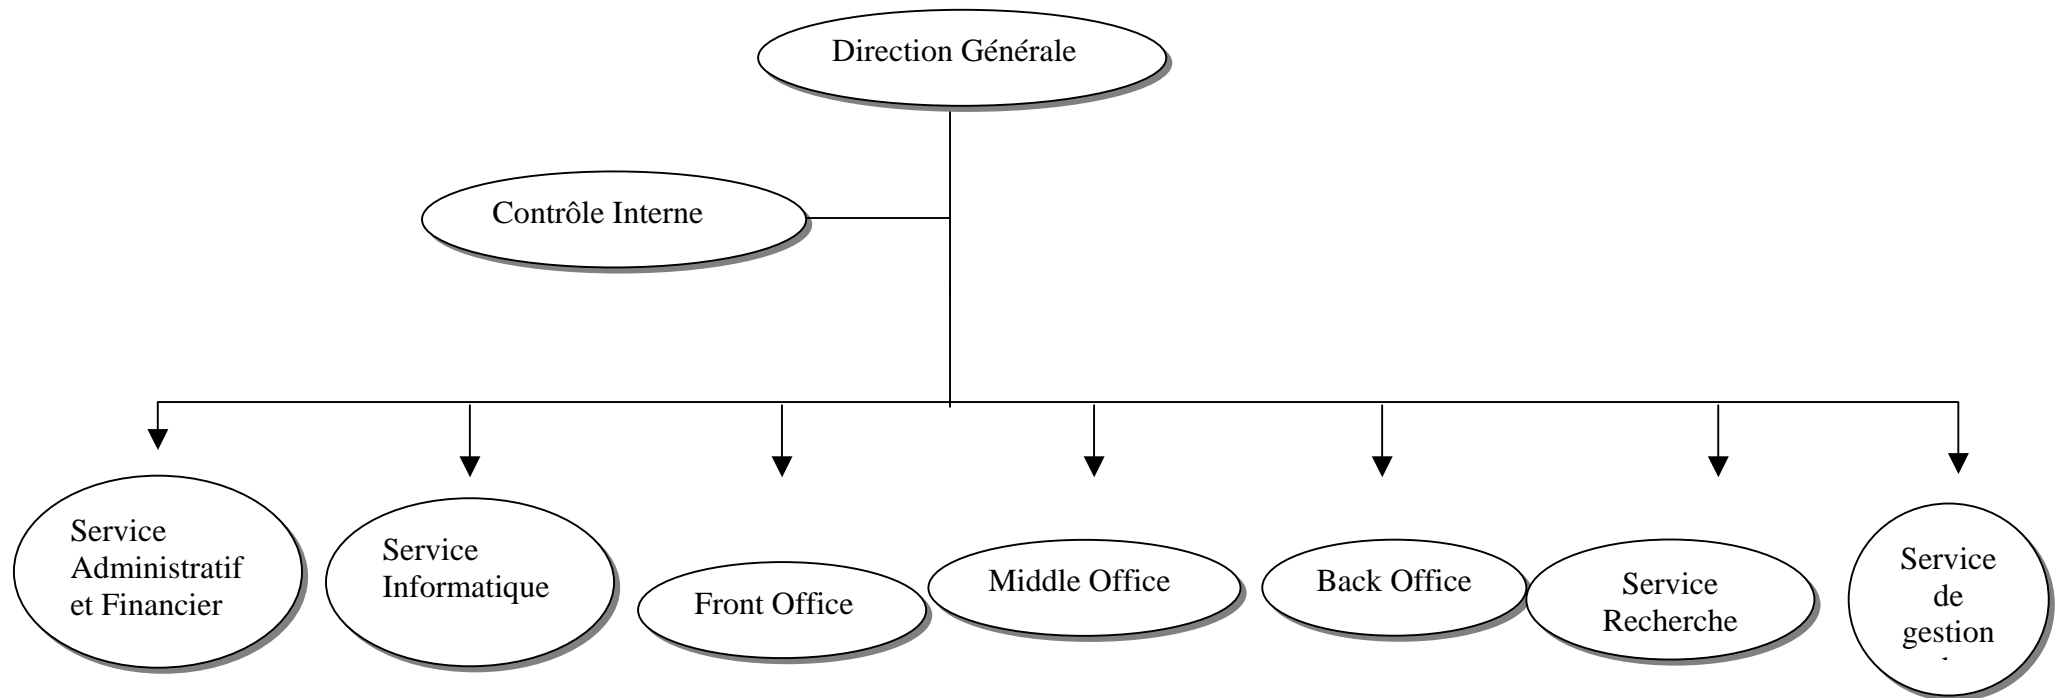 Direction Générale
Contrôle Interne
Service
Administratif
et Financier
Service
Informatique
Front Office
Middle Office
Back Office
Service
Recherche
Service
de
gestion